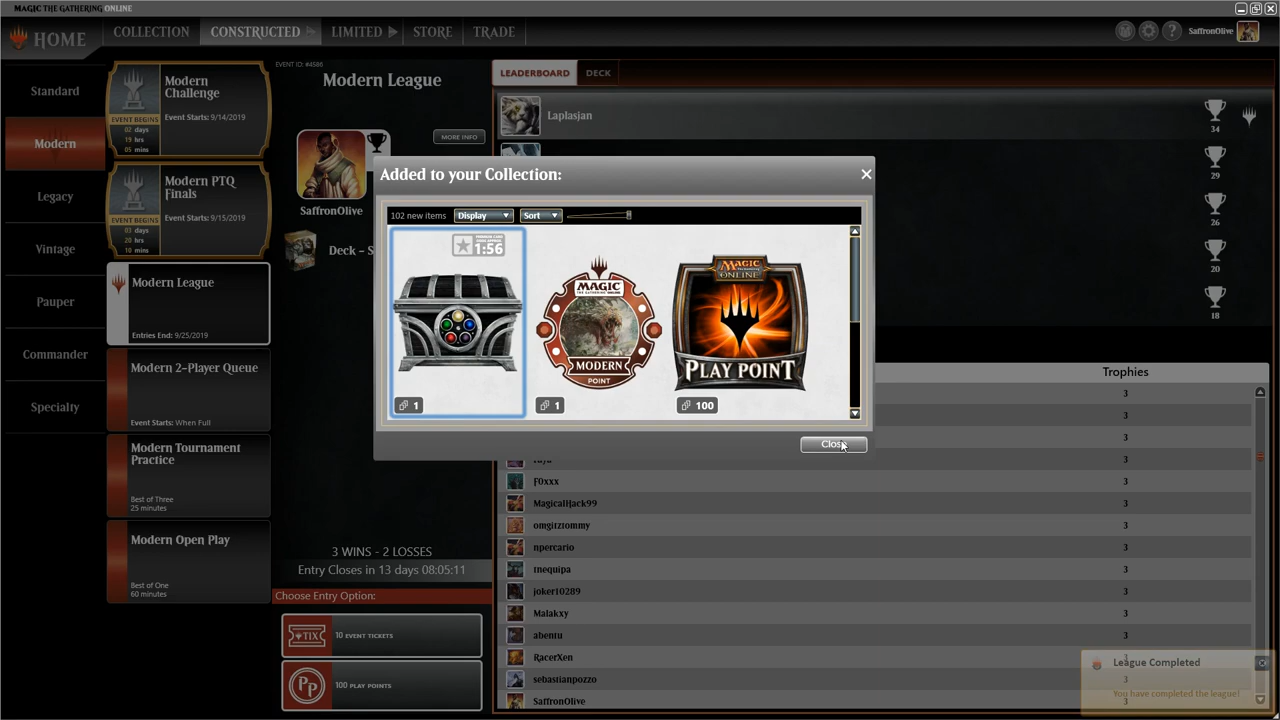 MAGIC THE GATHERING ONLINE
HOME
COLLECTION
CONSTRUCTED
LIMITED
STORE
TRADE
SaffronOlive
Standard
Modern
Legacy
Vintage
Pauper
Commander
Specialty
Modern
Challenge
Event Starts: 9/14/2019
EVENT BEGINS
02 days
19 hrs
05 mins
Modern PTQ
Finals
Event Starts: 9/15/2019
EVENT BEGINS
03 days
20 hrs
10 mins
Modern League
Entries End: 9/25/2019
Modern 2-Player Queue
Event Starts: When Full
Modern Tournament
Practice
Best of Three
25 minutes
Modern Open Play
Best of One
60 minutes
EVENT ID: #4586
Modern League
MORE INFO
SaffronOlive
Deck - S
3 WINS - 2 LOSSES
Entry Closes in 13 days 08:05:11
Choose Entry Option:
TIX
10 EVENT TICKETS
PP
100 PLAY POINTS
LEADERBOARD
DECK
Laplasjan
34
29
26
20
18
Added to your Collection:
102 new items
Display
Sort
1:56
1
MAGIC
THE GATHERING ONLINE
MODERN
POINT
1
MAGIC
ONLINE
PLAY POINT
100
Close
Trophies
3
3
3
3
F0xxx 3
MagicalHack99 3
omgitztommy 3
npercario 3
tnequipa 3
joker10289 3
Malakxy 3
abentu 3
RacerXen 3
sebastianpozzo 3
SaffronOlive 3
League Completed
You have completed the league!